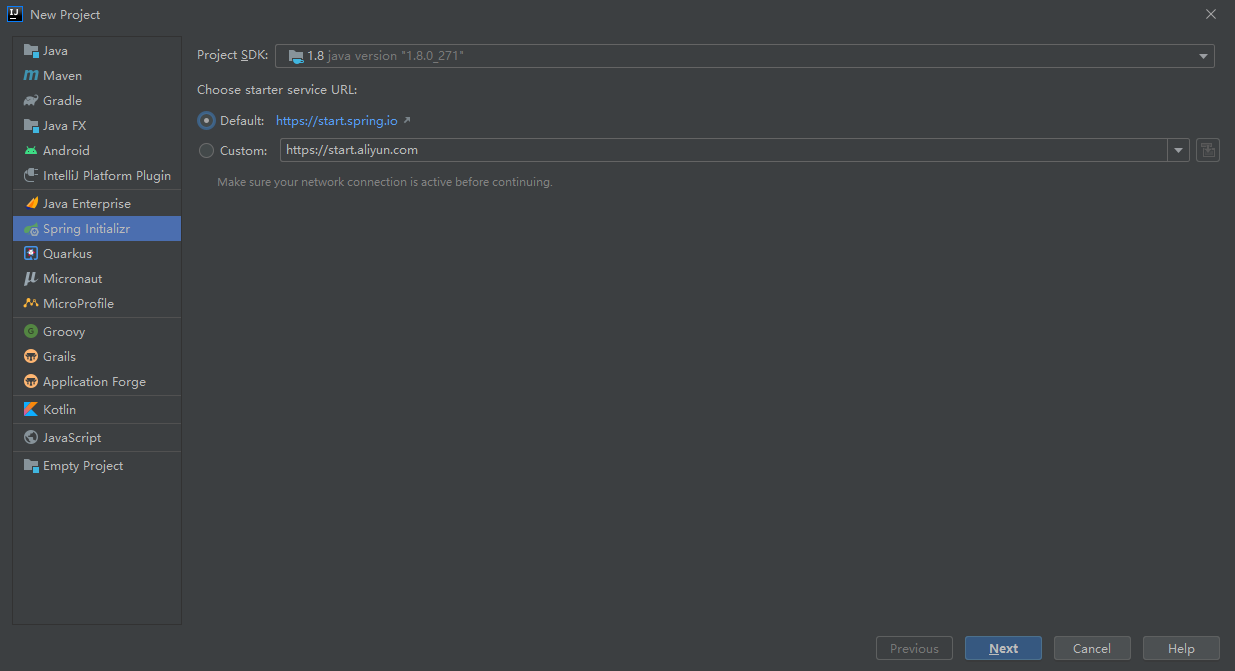 New Project
Java
Maven
Gradle
Java FX
Android
IntelliJ Platform Plugin
Java Enterprise
Spring Initializr
Quarkus
Micronaut
MicroProfile
Groovy
Grails
Application Forge
Kotlin
JavaScript
Empty Project
Project SDK: 1.8 java version "1.8.0_271"
Choose starter service URL:
Default: https://start.spring.io
Custom: https://start.aliyun.com
Make sure your network connection is active before continuing.
Previous Next Cancel Help